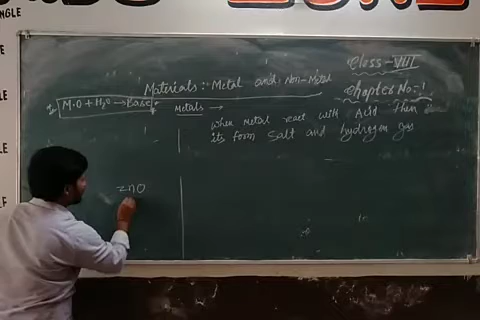 Class-VIII
Materials: Metal and Non-Metal
Chapter No:-1
M.O + H₂O → Base
Metals →
when Metal react with Acid Then
its form Salt and hydrogen gas
ZnO